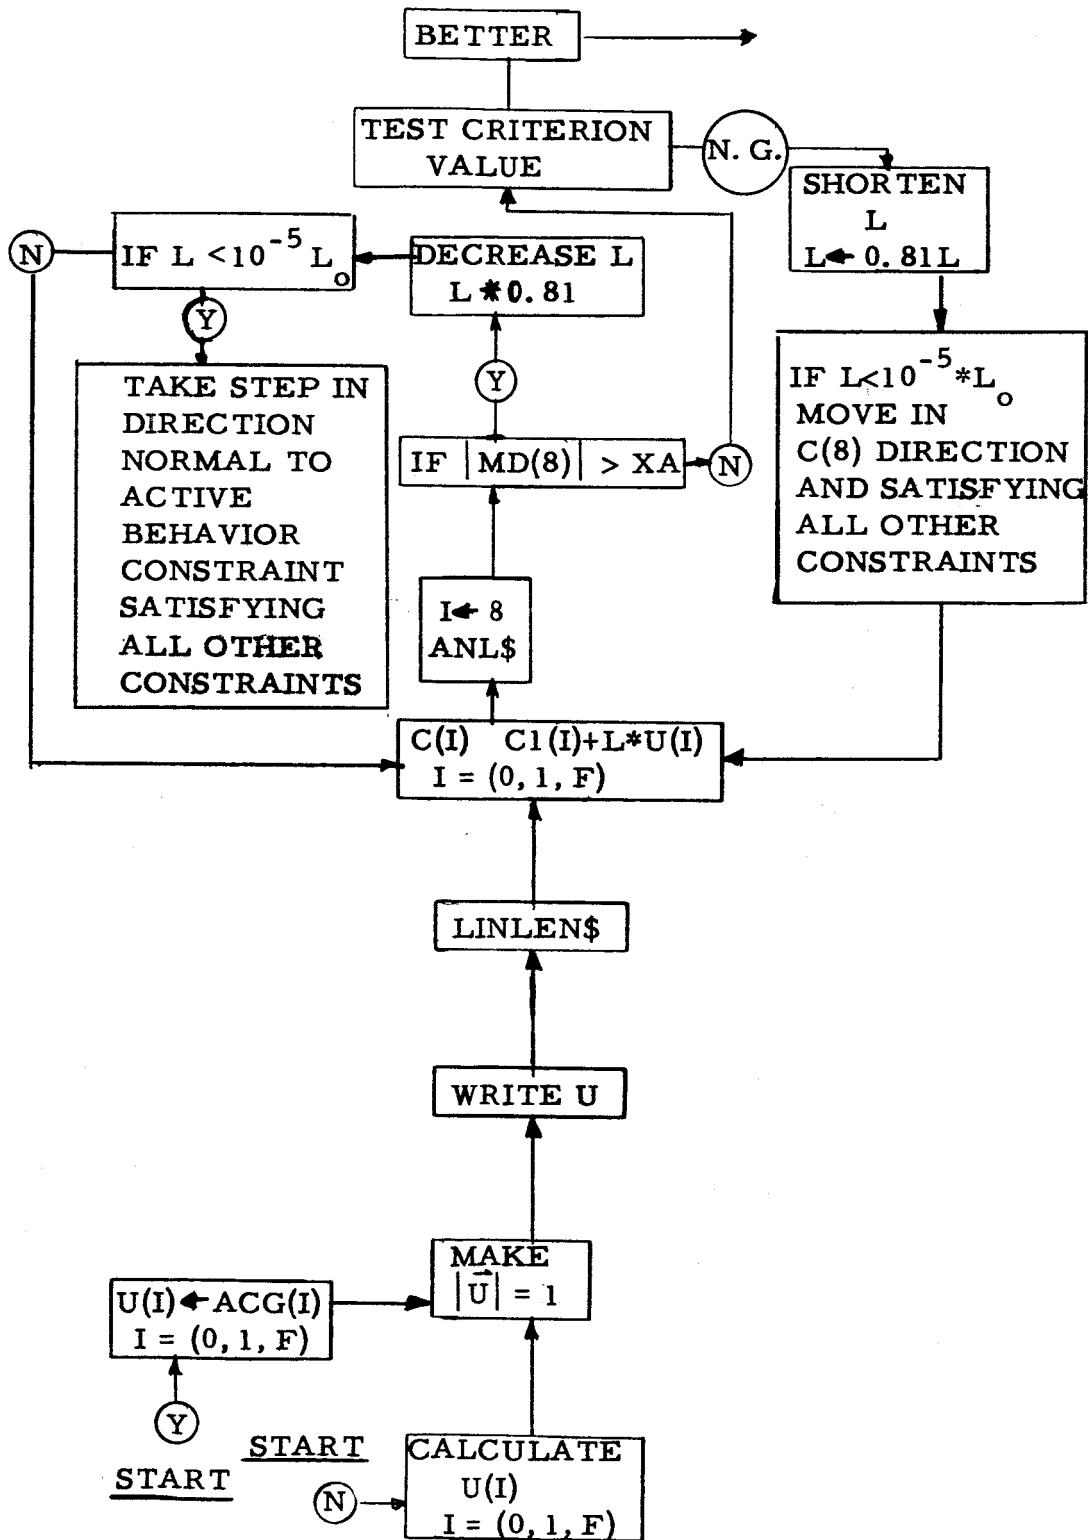 BETTER
TEST CRITERION
VALUE
N. G.
SHORTEN
L
L← 0.81L
N
IF L <10⁻⁵ Lₒ
DECREASE L
L *0.81
Y
TAKE STEP IN
DIRECTION
NORMAL TO
ACTIVE
BEHAVIOR
CONSTRAINT
SATISFYING
ALL OTHER
CONSTRAINTS
Y
IF |MD(8)| > XA
N
IF L<10⁻⁵*Lₒ
MOVE IN
C(8) DIRECTION
AND SATISFYING
ALL OTHER
CONSTRAINTS
I← 8
ANL$
C(I) C1(I)+L*U(I)
I = (0, 1, F)
LINLEN$
WRITE U
MAKE
|U⃗| = 1
U(I)← ACG(I)
I = (0, 1, F)
Y
START
START
N
CALCULATE
U(I)
I = (0, 1, F)